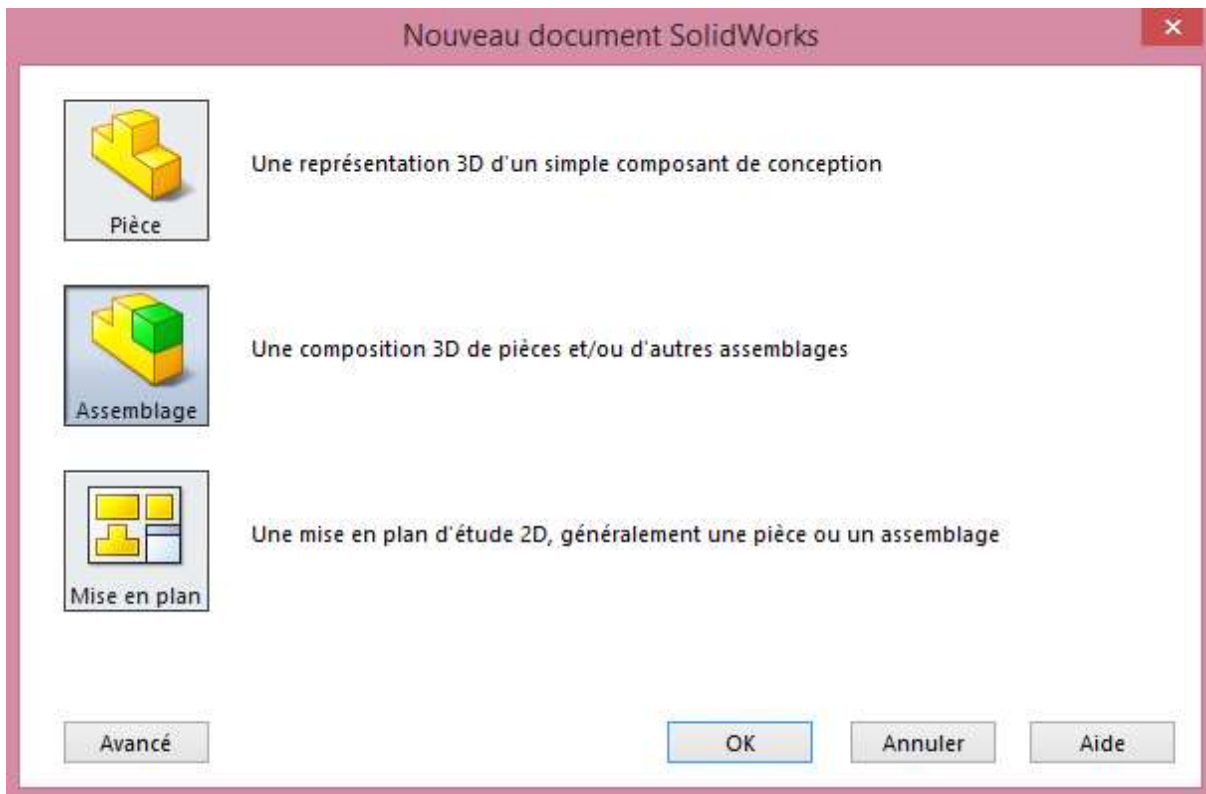 Nouveau document SolidWorks
Une représentation 3D d'un simple composant de conception
Pièce
Une composition 3D de pièces et/ou d'autres assemblages
Assemblage
Une mise en plan d'étude 2D, généralement une pièce ou un assemblage
Mise en plan
Avancé OK Annuler Aide